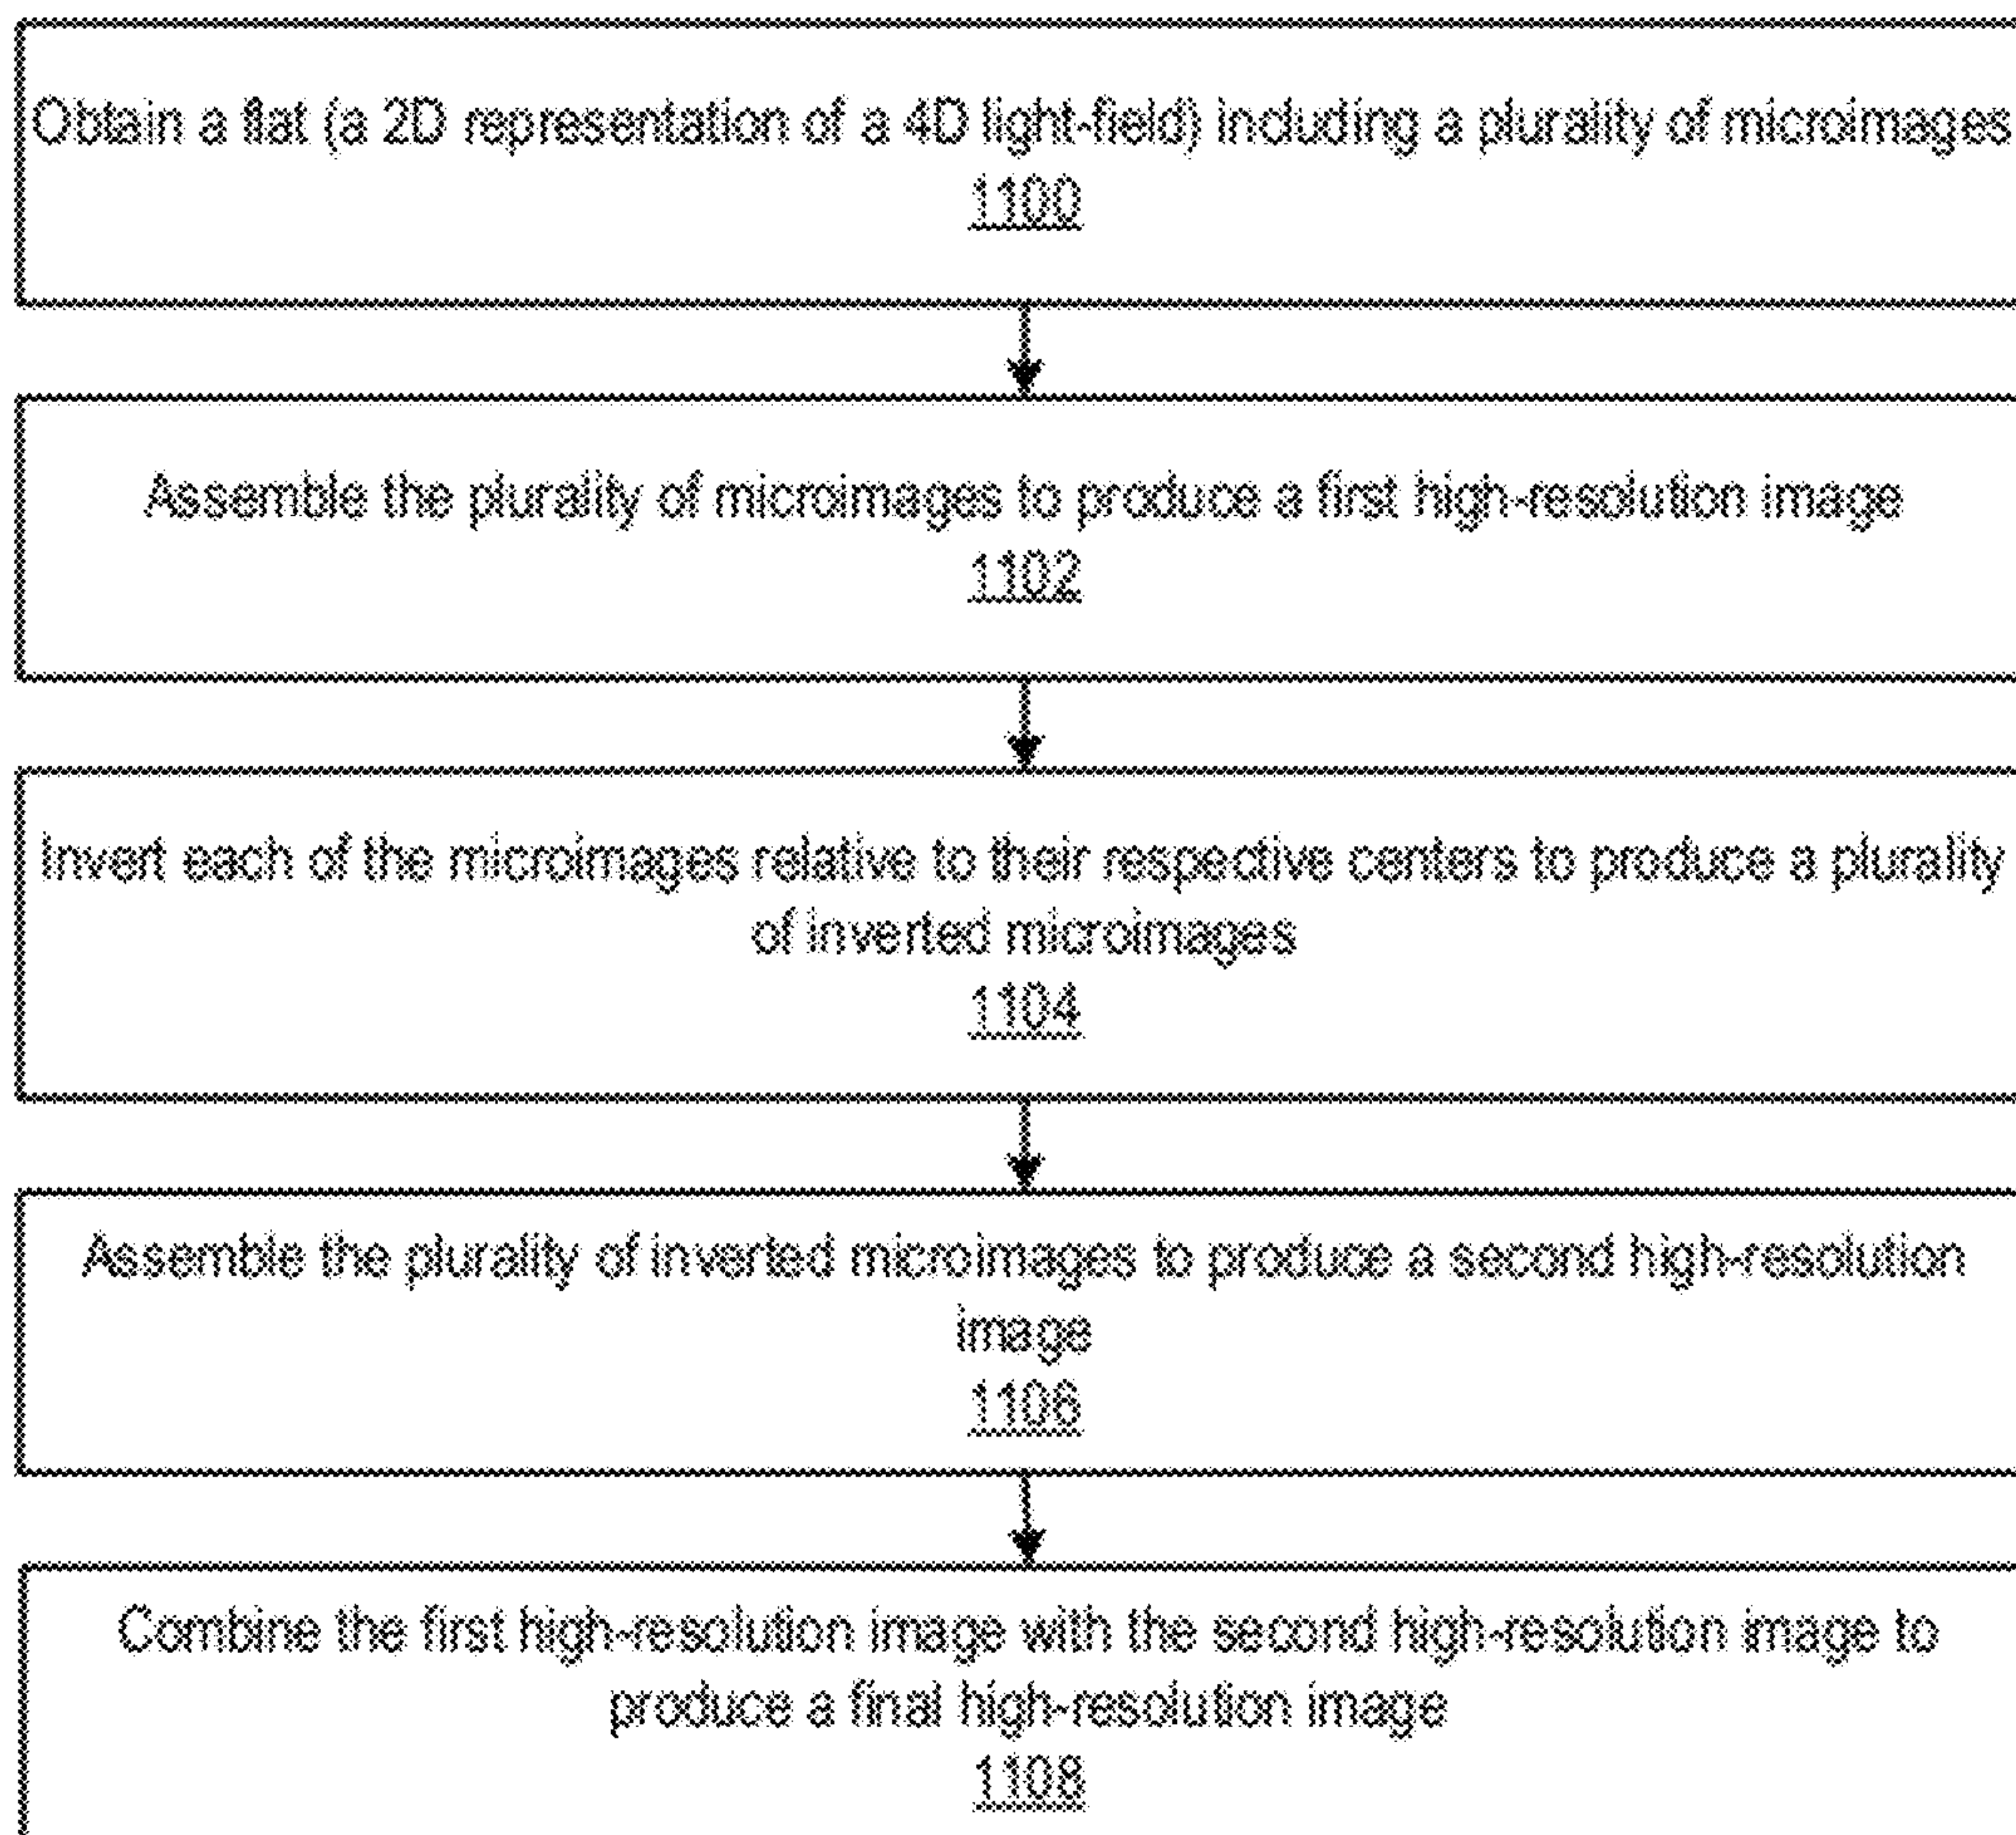 Obtain a flat (a 2D representation of a 4D light-field) including a plurality of microimages
1100
Assemble the plurality of microimages to produce a first high-resolution image
1102
Invert each of the microimages relative to their respective centers to produce a plurality
of inverted microimages
1104
Assemble the plurality of inverted microimages to produce a second high-resolution
image
1106
Combine the first high-resolution image with the second high-resolution image to
produce a final high-resolution image
1108